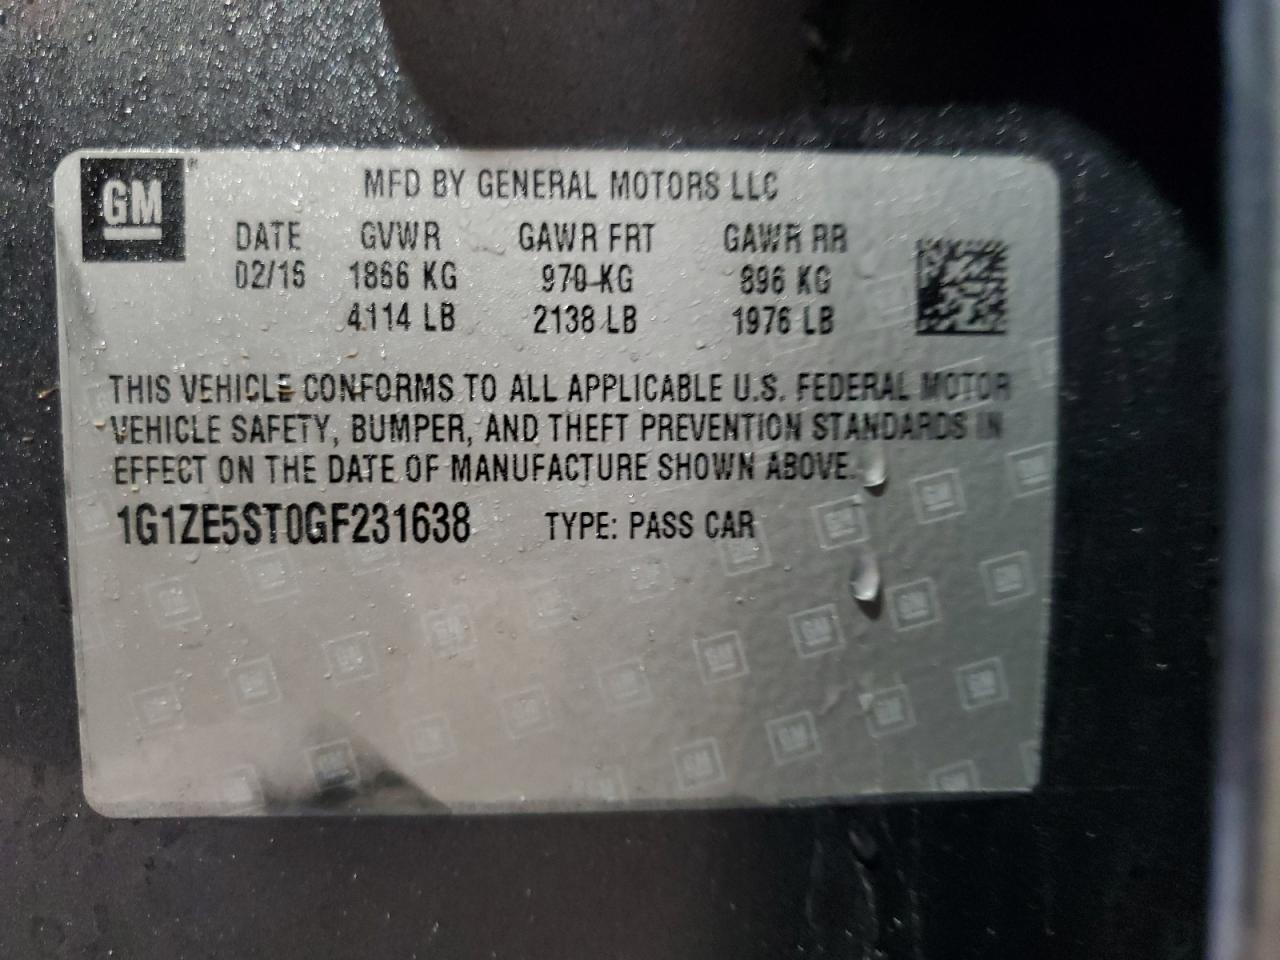 GM
MFD BY GENERAL MOTORS LLC
DATE GVWR GAWR FRT GAWR RR
02/16 1866 KG 970 KG 896 KG
4114 LB 2138 LB 1976 LB
THIS VEHICLE CONFORMS TO ALL APPLICABLE U.S. FEDERAL MOTOR
VEHICLE SAFETY, BUMPER, AND THEFT PREVENTION STANDARDS IN
EFFECT ON THE DATE OF MANUFACTURE SHOWN ABOVE.
1G1ZE5ST0GF231638 TYPE: PASS CAR